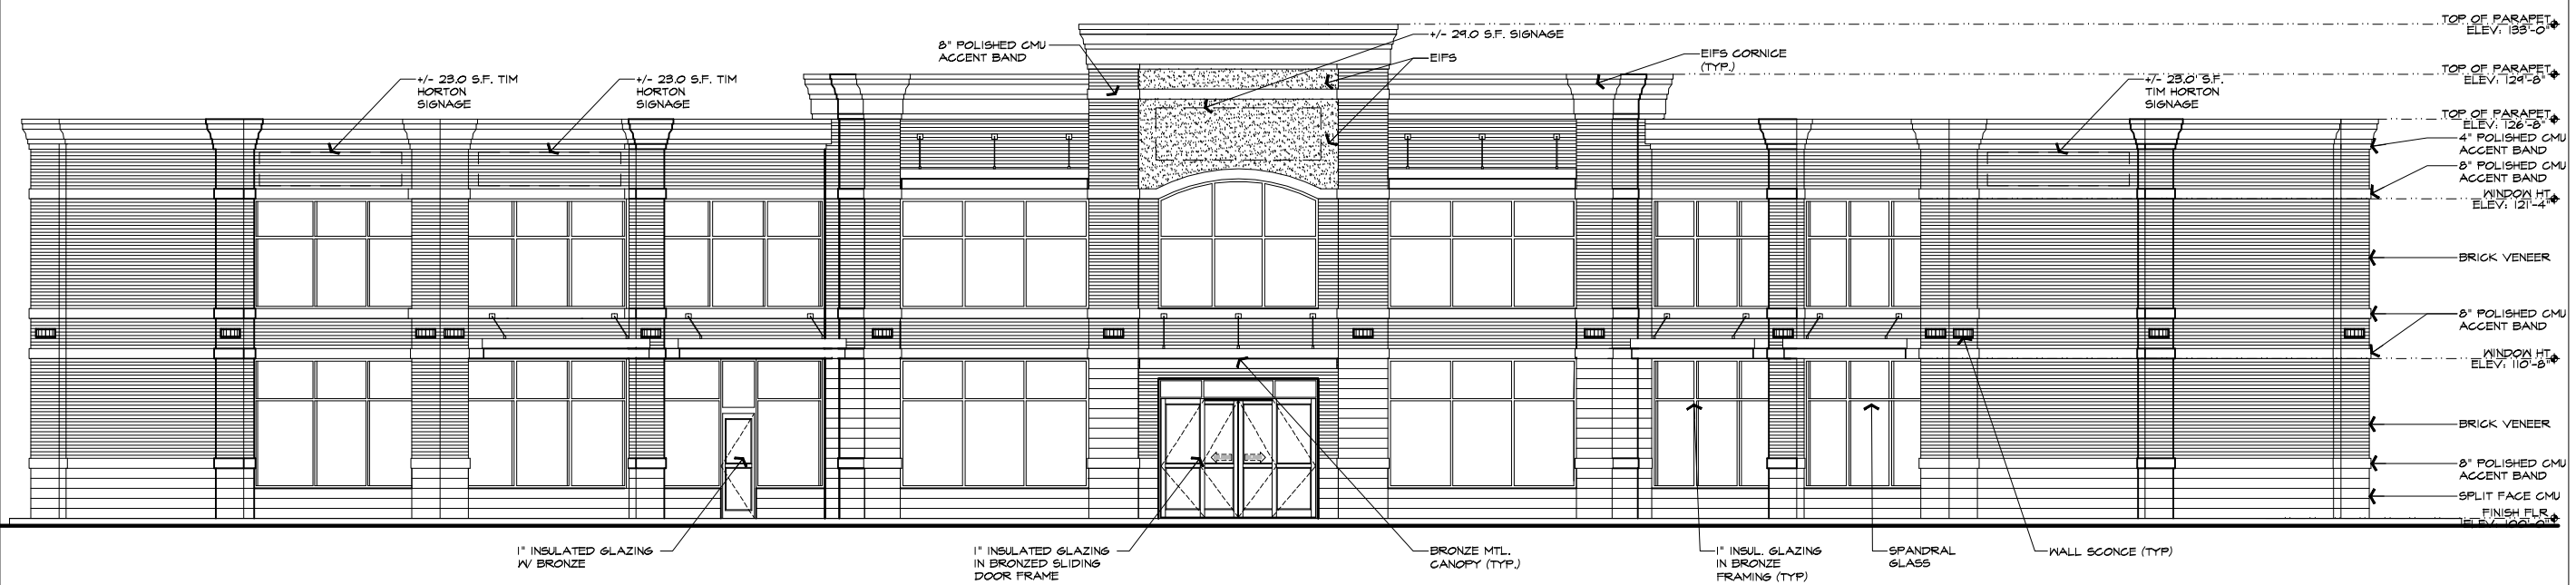 TOP OF PARAPET
ELEV: 133'-0"
+/- 29.0 S.F. SIGNAGE
8" POLISHED CMU
ACCENT BAND
EIFS
EIFS CORNICE
(TYP.)
TOP OF PARAPET
ELEV: 129'-8"
+/- 23.0 S.F. TIM
HORTON
SIGNAGE
+/- 23.0 S.F. TIM
HORTON
SIGNAGE
+/- 23.0' S.F.
TIM HORTON
SIGNAGE
TOP OF PARAPET
ELEV: 126'-8"
4" POLISHED CMU
ACCENT BAND
8" POLISHED CMU
ACCENT BAND
WINDOW HT.
ELEV: 121'-4"
BRICK VENEER
8" POLISHED CMU
ACCENT BAND
WINDOW HT.
ELEV: 110'-8"
BRICK VENEER
8" POLISHED CMU
ACCENT BAND
SPLIT FACE CMU
FINISH FLR.
ELEV: 100'-0"
1" INSULATED GLAZING
W/ BRONZE
1" INSULATED GLAZING
IN BRONZED SLIDING
DOOR FRAME
BRONZE MTL.
CANOPY (TYP.)
1" INSUL. GLAZING
IN BRONZE
FRAMING (TYP)
SPANDRAL
GLASS
WALL SCONCE (TYP)